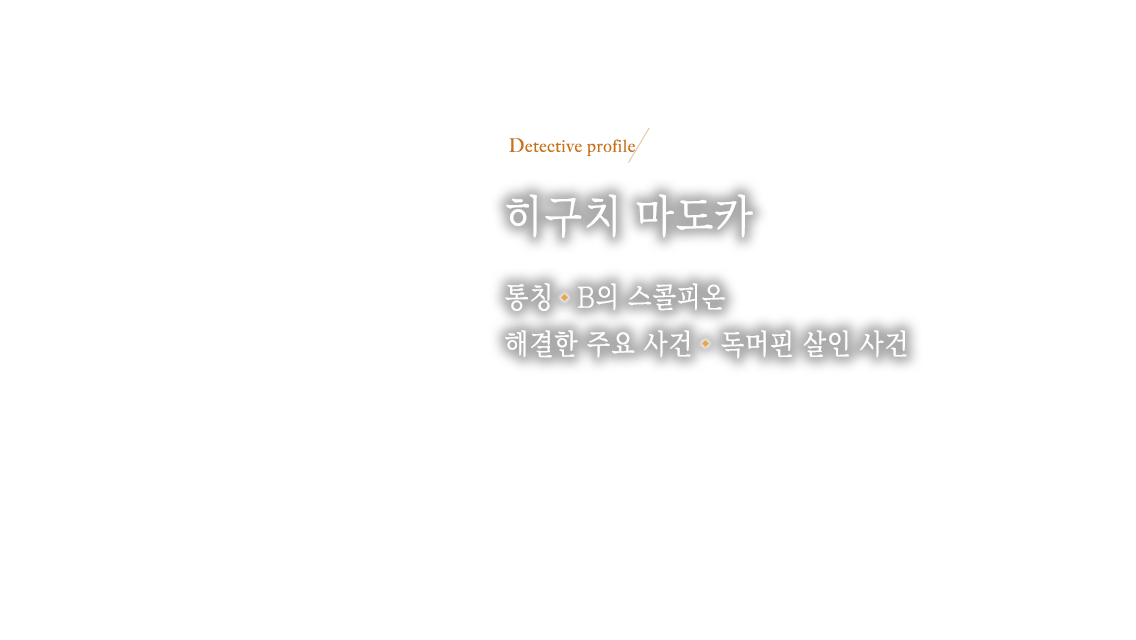 Detective profile
히구치 마도카
통칭◆B의 스콜피온
해결한 주요 사건◆독머핀 살인 사건